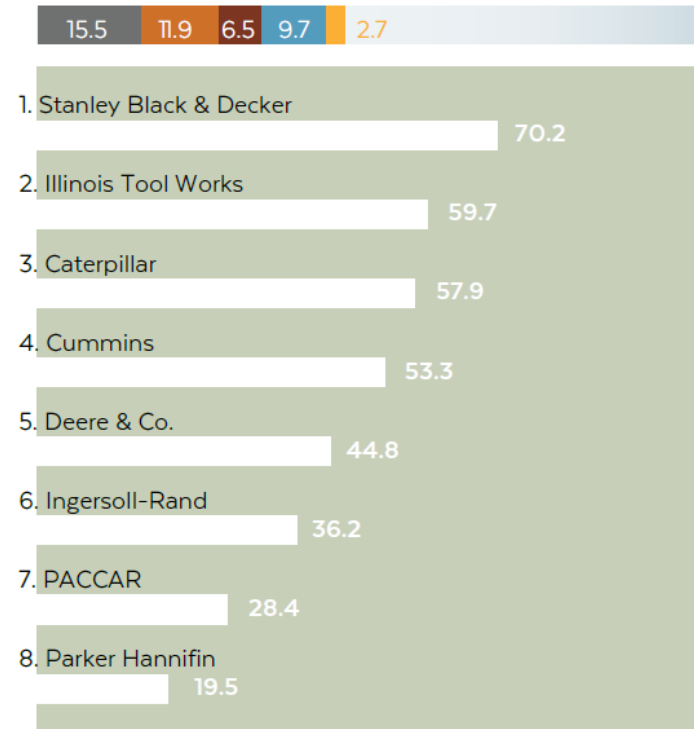 15.5 11.9 6.5 9.7 2.7
1. Stanley Black & Decker
70.2
2. Illinois Tool Works
59.7
3. Caterpillar
57.9
4. Cummins
53.3
5. Deere & Co.
44.8
6. Ingersoll-Rand
36.2
7. PACCAR
28.4
8. Parker Hannifin
19.5